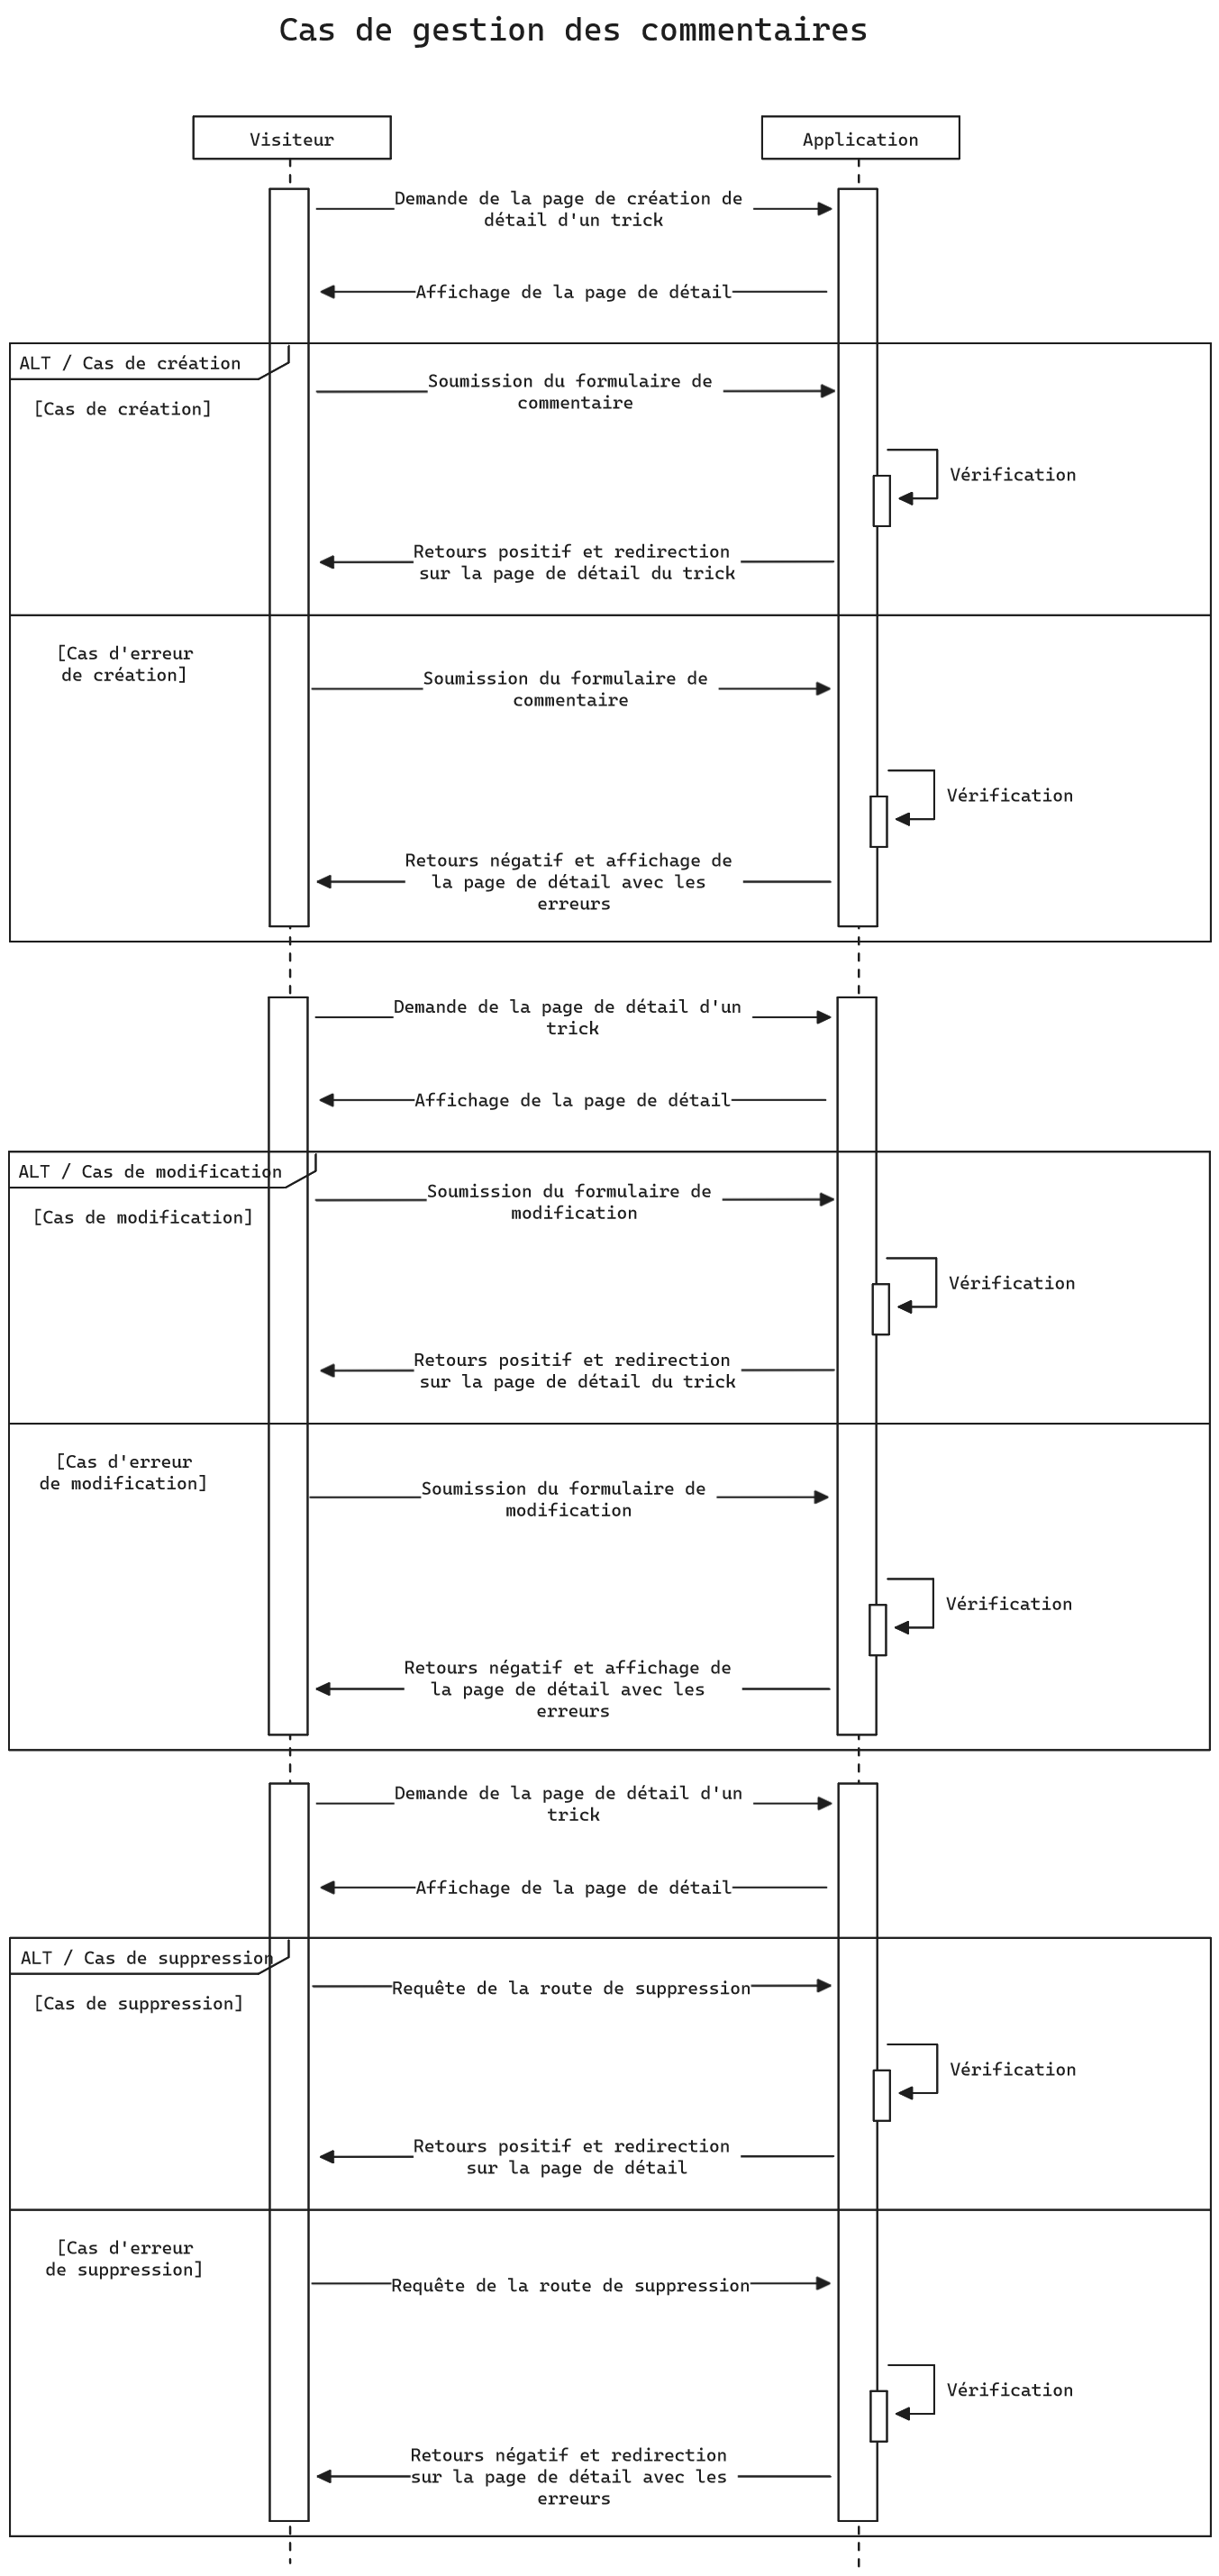 Cas de gestion des commentaires
Visiteur
Application
Demande de la page de création de
détail d'un trick
Affichage de la page de détail
ALT / Cas de création
[Cas de création]
Soumission du formulaire de
commentaire
Vérification
Retours positif et redirection
sur la page de détail du trick
[Cas d'erreur
de création]
Soumission du formulaire de
commentaire
Vérification
Retours négatif et affichage de
la page de détail avec les
erreurs
Demande de la page de détail d'un
trick
Affichage de la page de détail
ALT / Cas de modification
[Cas de modification]
Soumission du formulaire de
modification
Vérification
Retours positif et redirection
sur la page de détail du trick
[Cas d'erreur
de modification]
Soumission du formulaire de
modification
Vérification
Retours négatif et affichage de
la page de détail avec les
erreurs
Demande de la page de détail d'un
trick
Affichage de la page de détail
ALT / Cas de suppression
[Cas de suppression]
Requête de la route de suppression
Vérification
Retours positif et redirection
sur la page de détail
[Cas d'erreur
de suppression]
Requête de la route de suppression
Vérification
Retours négatif et redirection
sur la page de détail avec les
erreurs